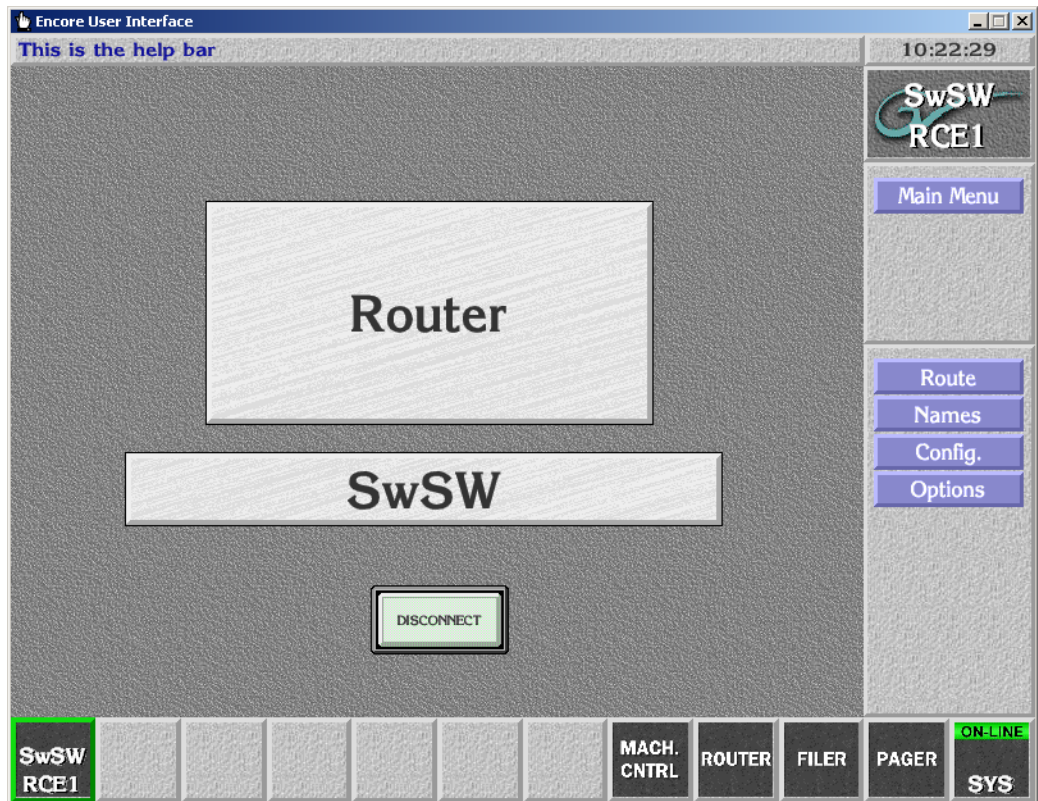 Encore User Interface
This is the help bar
10:22:29
SwSW
RCE1
Main Menu
Router
Route
Names
Config.
Options
SwSW
DISCONNECT
SwSW
RCE1
MACH.
CNTRL
ROUTER
FILER
PAGER
ON-LINE
SYS